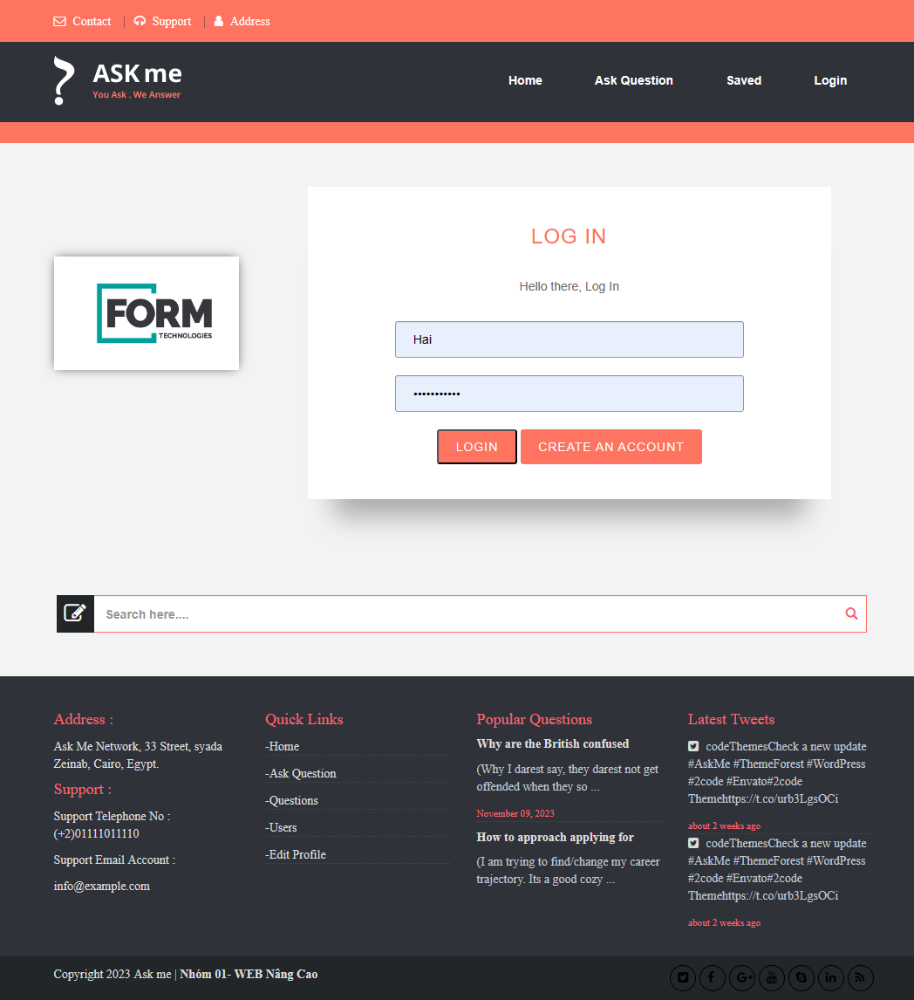 Contact | Support | Address
ASK me
You Ask . We Answer
Home Ask Question Saved Login
LOG IN
Hello there, Log In
FORM
TECHNOLOGIES
Hai
•••••••••••
LOGIN CREATE AN ACCOUNT
Search here....
Address :
Ask Me Network, 33 Street, syada
Zeinab, Cairo, Egypt.
Support :
Support Telephone No :
(+2)01111011110
Support Email Account :
info@example.com
Quick Links
-Home
-Ask Question
-Questions
-Users
-Edit Profile
Popular Questions
Why are the British confused
(Why I darest say, they darest not get
offended when they so ...
November 09, 2023
How to approach applying for
(I am trying to find/change my career
trajectory. Its a good cozy ...
Latest Tweets
codeThemesCheck a new update
#AskMe #ThemeForest #WordPress
#2code #Envato#2code
Themehttps://t.co/urb3LgsOCi
about 2 weeks ago
codeThemesCheck a new update
#AskMe #ThemeForest #WordPress
#2code #Envato#2code
Themehttps://t.co/urb3LgsOCi
about 2 weeks ago
Copyright 2023 Ask me | Nhóm 01- WEB Nâng Cao